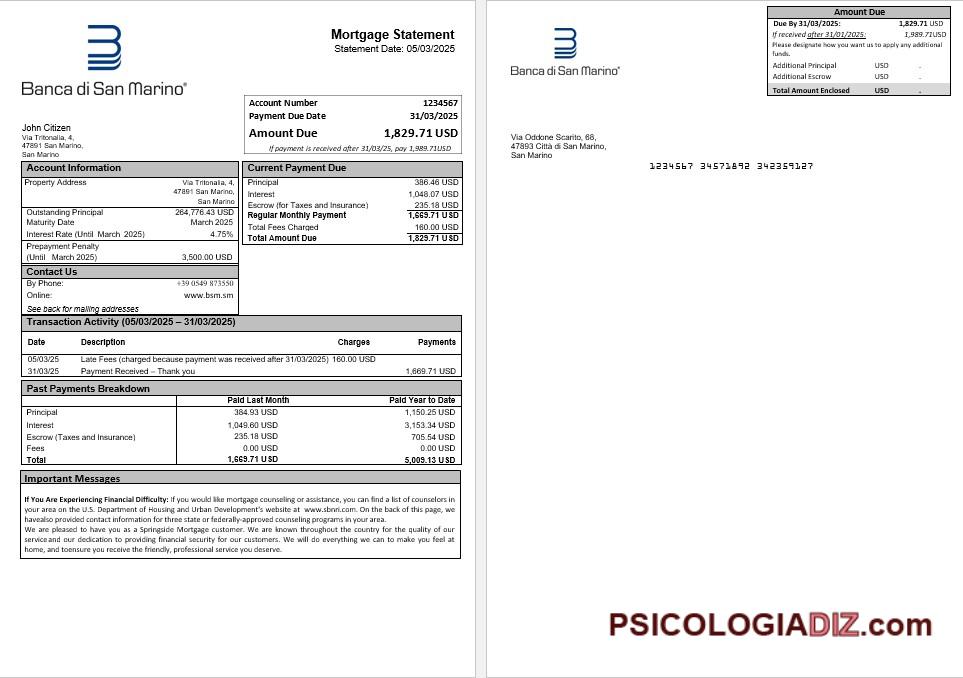 Banca di San Marino®
Mortgage Statement
Statement Date: 05/03/2025
Account Number 1234567
Payment Due Date 31/03/2025
Amount Due 1,829.71 USD
If payment is received after 31/03/25, pay 1,989.71USD
John Citizen
Via Tritonalia, 4,
47891 San Marino,
San Marino
Account Information
Property Address Via Tritonalia, 4,
47891 San Marino,
San Marino
Outstanding Principal 264,776.43 USD
Maturity Date March 2025
Interest Rate (Until March 2025) 4.75%
Prepayment Penalty
(Until March 2025) 3,500.00 USD
Contact Us
By Phone: +39 0549 873550
Online: www.bsm.sm
See back for mailing addresses
Current Payment Due
Principal 386.46 USD
Interest 1,048.07 USD
Escrow (for Taxes and Insurance) 235.18 USD
Regular Monthly Payment 1,669.71 USD
Total Fees Charged 160.00 USD
Total Amount Due 1,829.71 USD
Transaction Activity (05/03/2025 – 31/03/2025)
Date Description Charges Payments
05/03/25 Late Fees (charged because payment was received after 31/03/2025) 160.00 USD
31/03/25 Payment Received – Thank you 1,669.71 USD
Past Payments Breakdown
Paid Last Month Paid Year to Date
Principal 384.93 USD 1,150.25 USD
Interest 1,049.60 USD 3,153.34 USD
Escrow (Taxes and Insurance) 235.18 USD 705.54 USD
Fees 0.00 USD 0.00 USD
Total 1,669.71 USD 5,009.13 USD
Important Messages
If You Are Experiencing Financial Difficulty: If you would like mortgage counseling or assistance, you can find a list of counselors in
your area on the U.S. Department of Housing and Urban Development's website at www.sbnri.com. On the back of this page, we
havealso provided contact information for three state or federally-approved counseling programs in your area.
We are pleased to have you as a Springside Mortgage customer. We are known throughout the country for the quality of our
serviceand our dedication to providing financial security for our customers. We will do everything we can to make you feel at
home, and toensure you receive the friendly, professional service you deserve.
Banca di San Marino®
Amount Due
Due By 31/03/2025: 1,829.71 USD
If received after 31/01/2025: 1,989.71USD
Please designate how you want us to apply any additional
funds.
Additional Principal USD .
Additional Escrow USD .
Total Amount Enclosed USD .
Via Oddone Scarito, 68,
47893 Città di San Marino,
San Marino
1234567 34571892 342359127
PSICOLOGIADIZ.com